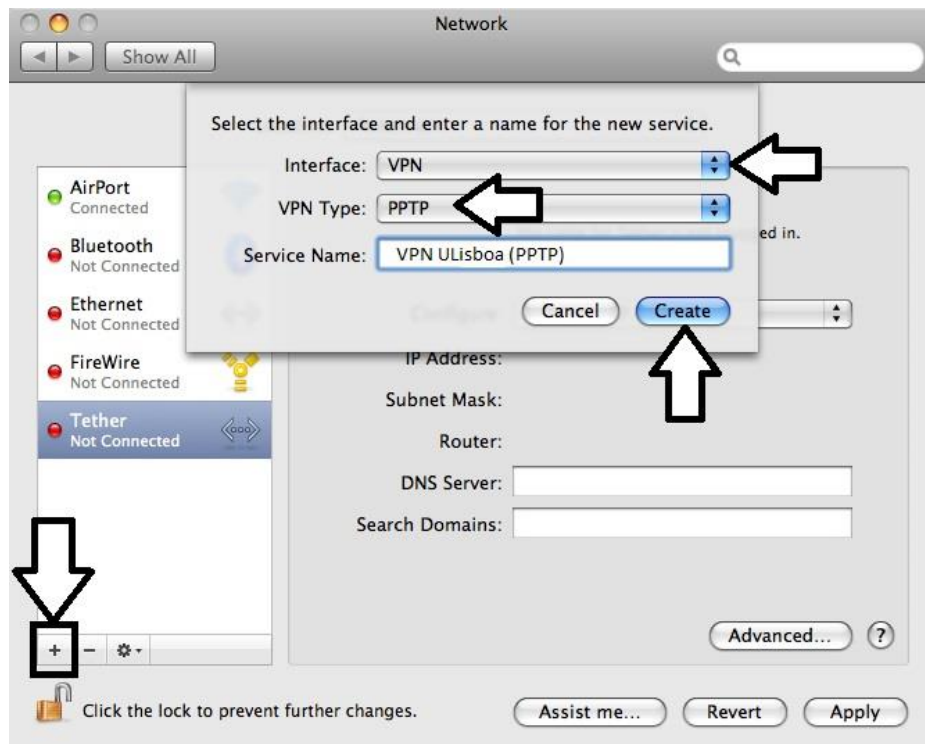 Network
Show All
Select the interface and enter a name for the new service.
Interface: VPN
VPN Type: PPTP
Service Name: VPN ULisboa (PPTP)
Cancel Create
AirPort
Connected
Bluetooth
Not Connected
Ethernet
Not Connected
FireWire
Not Connected
Tether
Not Connected
ed in.
Configure
IP Address:
Subnet Mask:
Router:
DNS Server:
Search Domains:
Advanced... ?
+ −
Click the lock to prevent further changes.
Assist me... Revert Apply